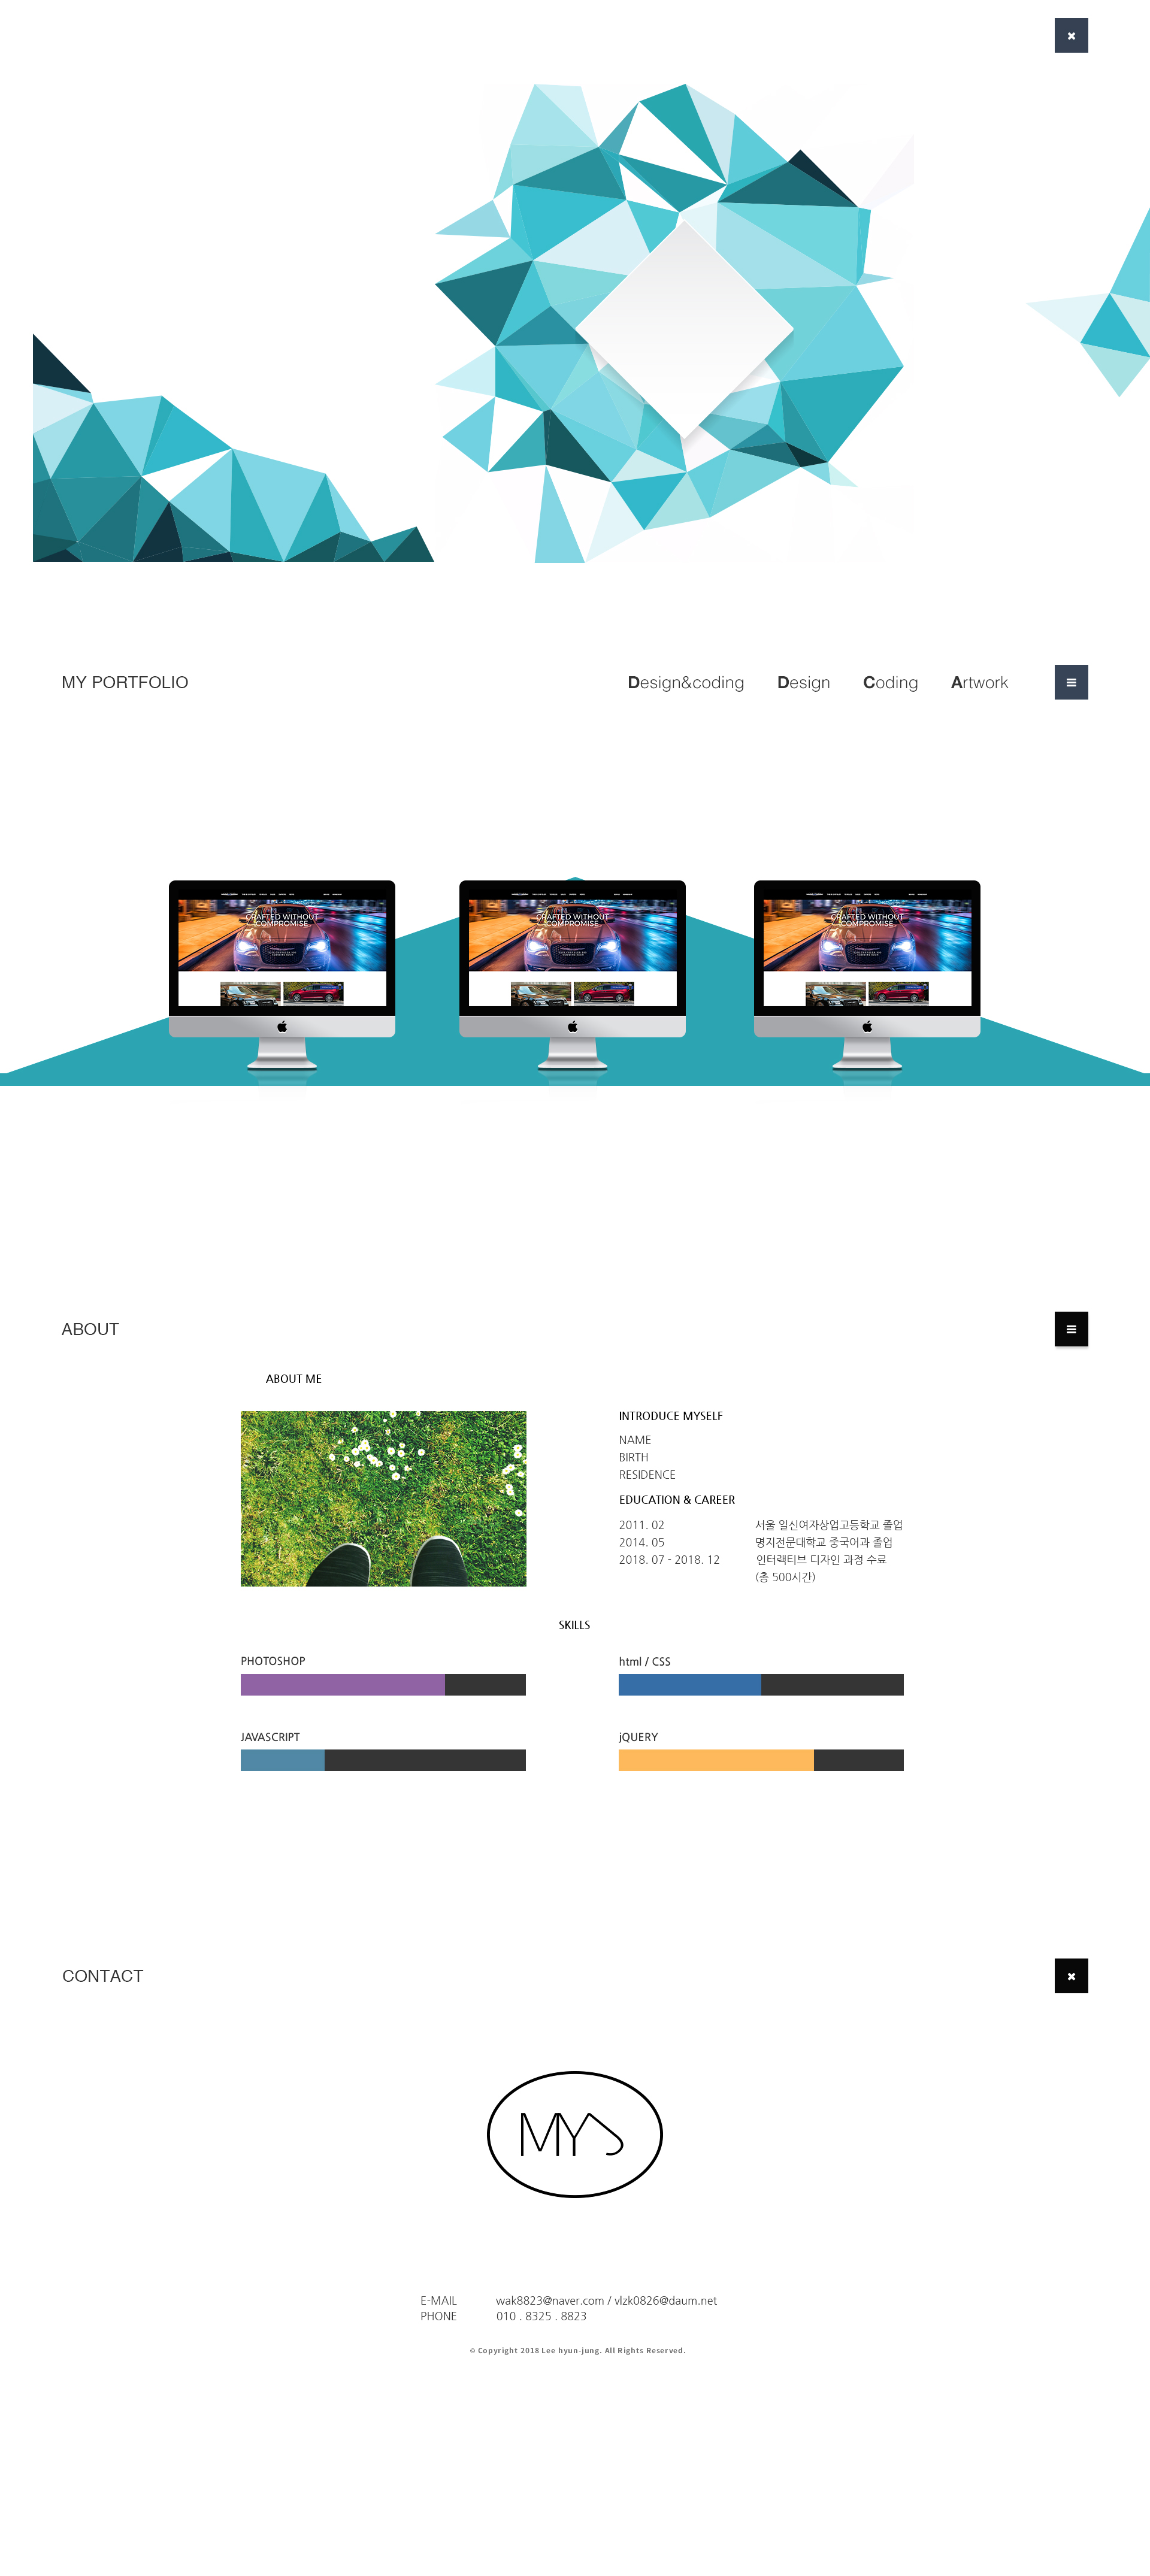 MY PORTFOLIO
Design&coding Design Coding Artwork
CRAFTED WITHOUT
COMPROMISE
CRAFTED WITHOUT
COMPROMISE
CRAFTED WITHOUT
COMPROMISE
ABOUT
ABOUT ME
INTRODUCE MYSELF
NAME
BIRTH
RESIDENCE
EDUCATION & CAREER
2011. 02 서울 일신여자상업고등학교 졸업
2014. 05 명지전문대학교 중국어과 졸업
2018. 07 - 2018. 12 인터랙티브 디자인 과정 수료
(총 500시간)
SKILLS
PHOTOSHOP
html / CSS
JAVASCRIPT
jQUERY
CONTACT
MY
E-MAIL wak8823@naver.com / vlzk0826@daum.net
PHONE 010 . 8325 . 8823
© Copyright 2018 Lee hyun-jung. All Rights Reserved.